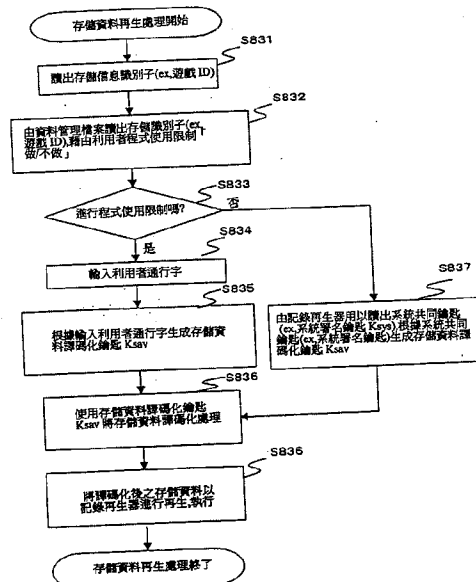 存儲資料再生處理開始
S831
讀出存儲信息識別子(ex,遊戲 ID)
S832
由資料管理檔案讀出存儲識別子(ex,
遊戲 ID),藉由利用者程式使用限制「
做/不做」
S833
進行程式使用限制嗎?
否
是
S834
輸入利用者通行字
S835
根據輸入利用者通行字生成存儲資
料譯碼化鑰匙 Ksav
S837
由記錄再生器用以讀出系統共同鑰匙
(ex,系統署名鑰匙 Ksys),根據系統共同
鑰匙(ex,系統署名鑰匙)生成存儲資料譯
碼化鑰匙 Ksav
S836
使用存儲資料譯碼化鑰匙
Ksav 將存儲資料譯碼化處理
S836
將譯碼化後之存儲資料以
記錄再生器進行再生,執行
存儲資料再生處理終了